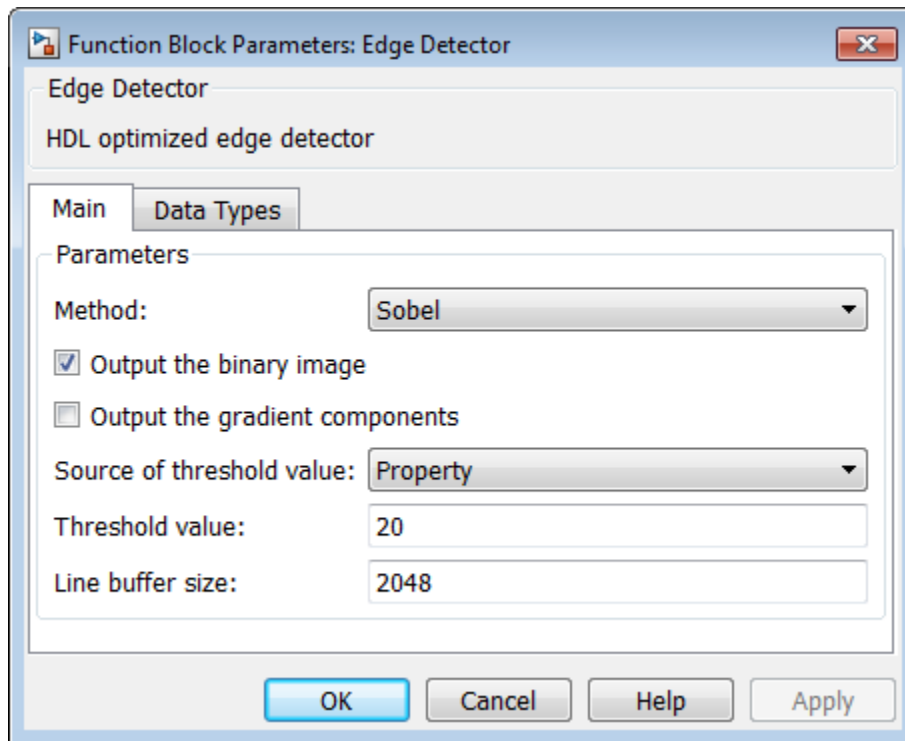 Function Block Parameters: Edge Detector
Edge Detector
HDL optimized edge detector
Main Data Types
Parameters
Method: Sobel
Output the binary image
Output the gradient components
Source of threshold value: Property
Threshold value: 20
Line buffer size: 2048
OK Cancel Help Apply